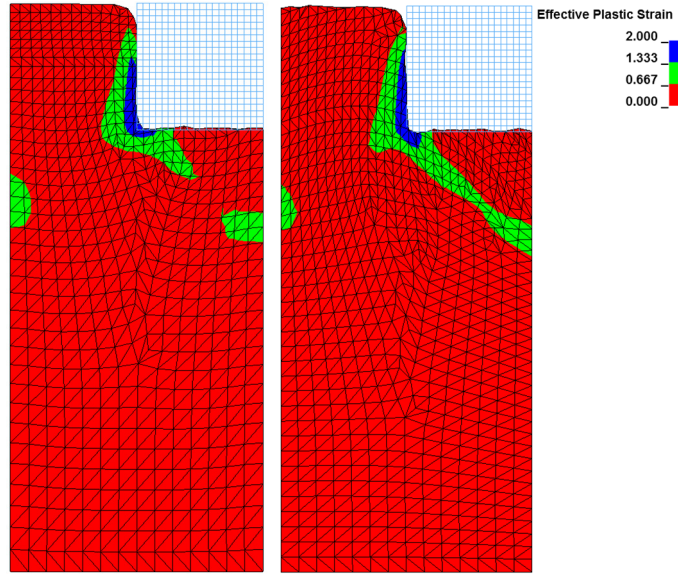 Effective Plastic Strain
2.000 _
1.333 _
0.667 _
0.000 _